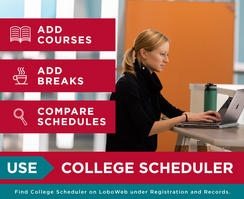 ADD
COURSES
ADD
BREAKS
COMPARE
SCHEDULES
USE COLLEGE SCHEDULER
Find College Scheduler on LoboWeb under Registration and Records.